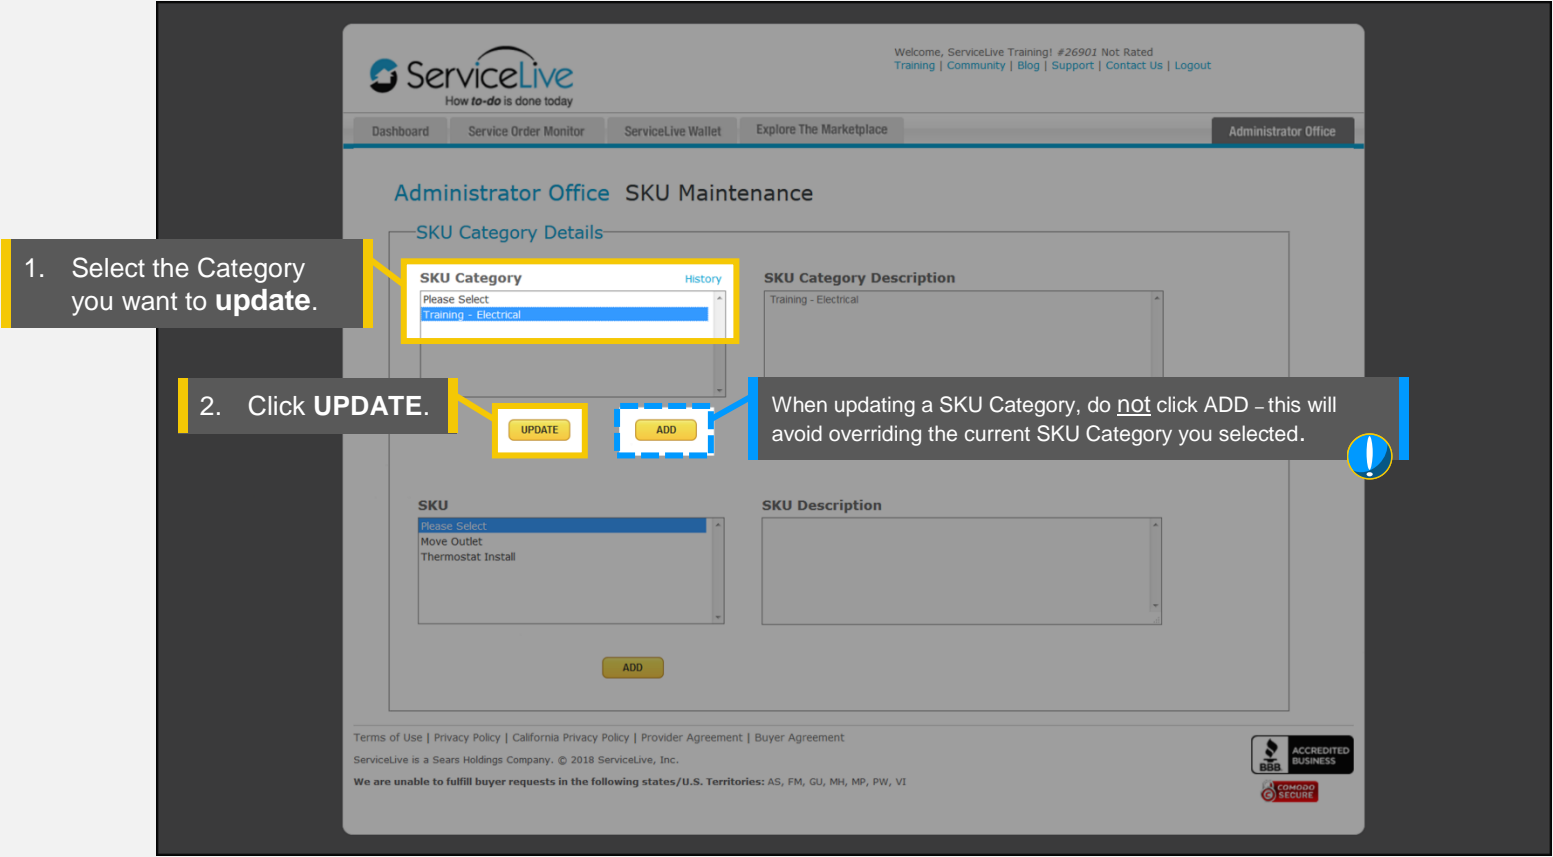 ServiceLive
How to-do is done today
Welcome, ServiceLive Training! #26901 Not Rated
Training | Community | Blog | Support | Contact Us | Logout
Dashboard
Service Order Monitor
ServiceLive Wallet
Explore The Marketplace
Administrator Office
Administrator Office SKU Maintenance
SKU Category Details
1. Select the Category
you want to update.
SKU Category
History
Please Select
Training - Electrical
SKU Category Description
Training - Electrical
2. Click UPDATE.
UPDATE
ADD
When updating a SKU Category, do not click ADD – this will
avoid overriding the current SKU Category you selected.
SKU
Please Select
Move Outlet
Thermostat Install
SKU Description
ADD
Terms of Use | Privacy Policy | California Privacy Policy | Provider Agreement | Buyer Agreement
ServiceLive is a Sears Holdings Company. © 2018 ServiceLive, Inc.
We are unable to fulfill buyer requests in the following states/U.S. Territories: AS, FM, GU, MH, MP, PW, VI
BBB.
ACCREDITED
BUSINESS
COMODO
SECURE